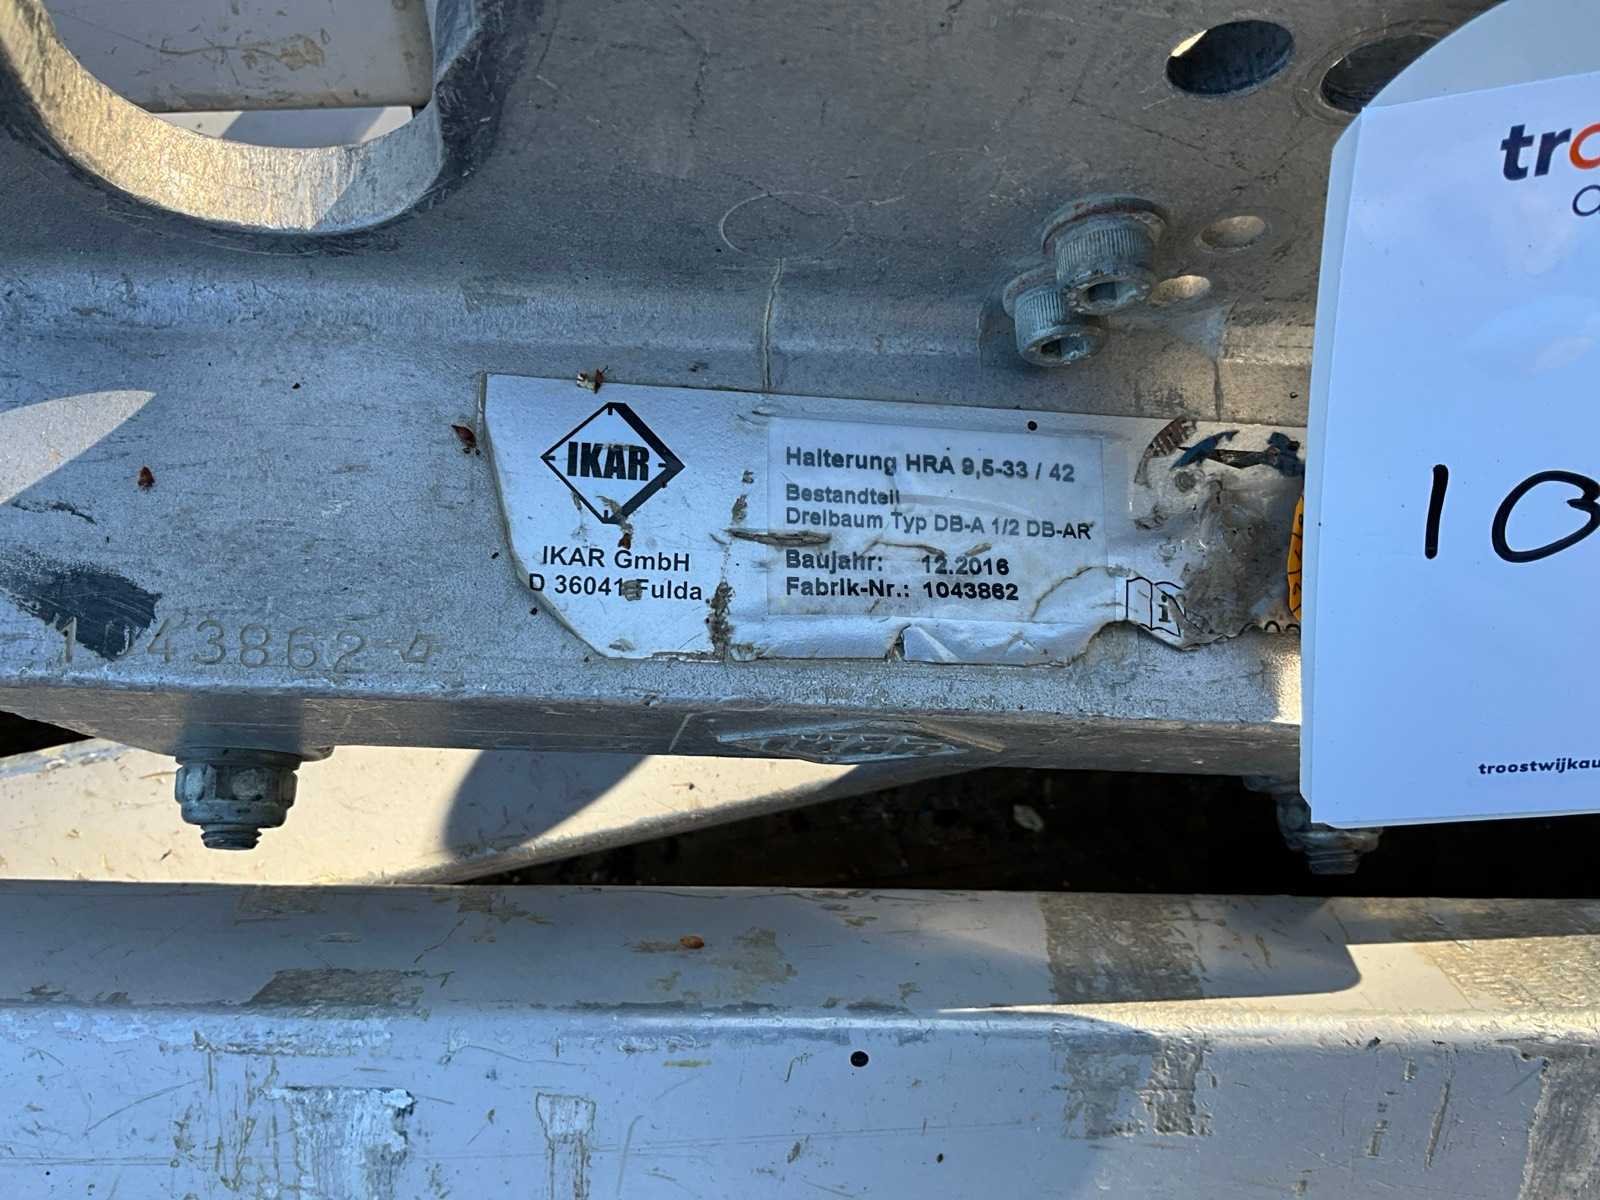 IKAR
IKAR GmbH
D 36041 Fulda
Halterung HRA 9,5-33 / 42
Bestandteil
Dreibaum Typ DB-A 1/2 DB-AR
Baujahr: 12.2016
Fabrik-Nr.: 1043862
1043862
i
tro
10
troostwijkau